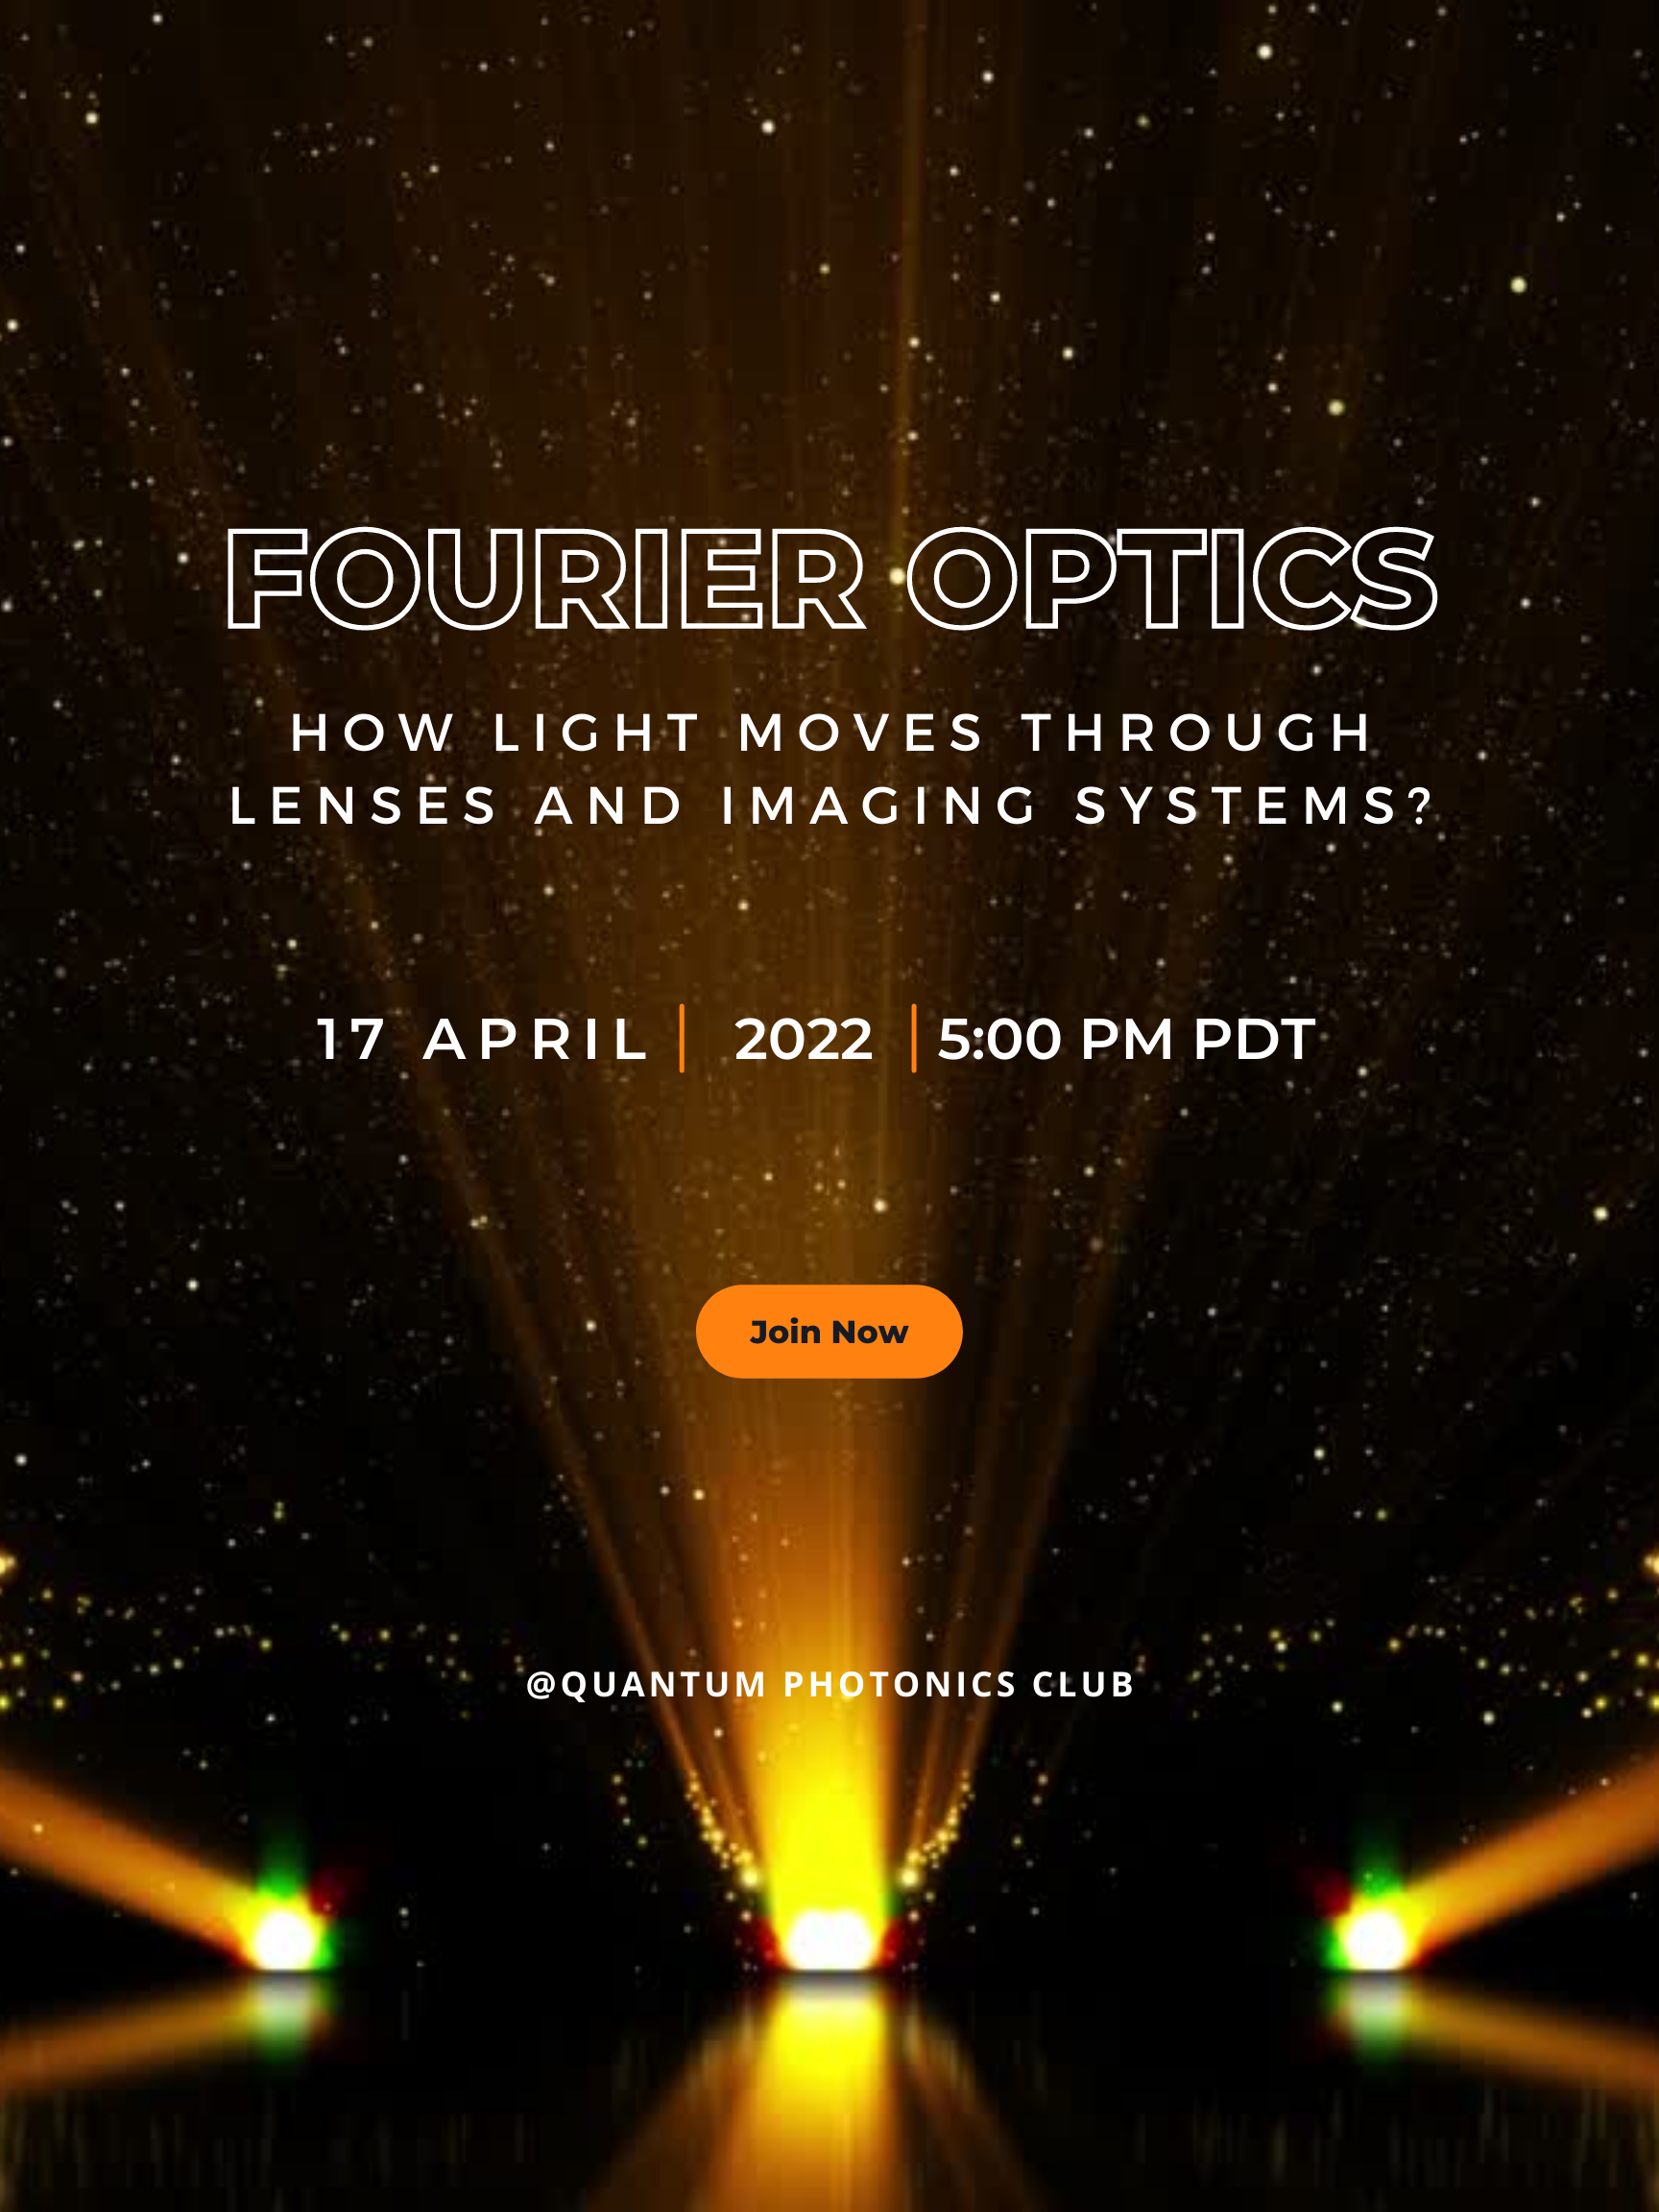 FOURIER OPTICS
HOW LIGHT MOVES THROUGH
LENSES AND IMAGING SYSTEMS?
17 APRIL | 2022 | 5:00 PM PDT
Join Now
@QUANTUM PHOTONICS CLUB